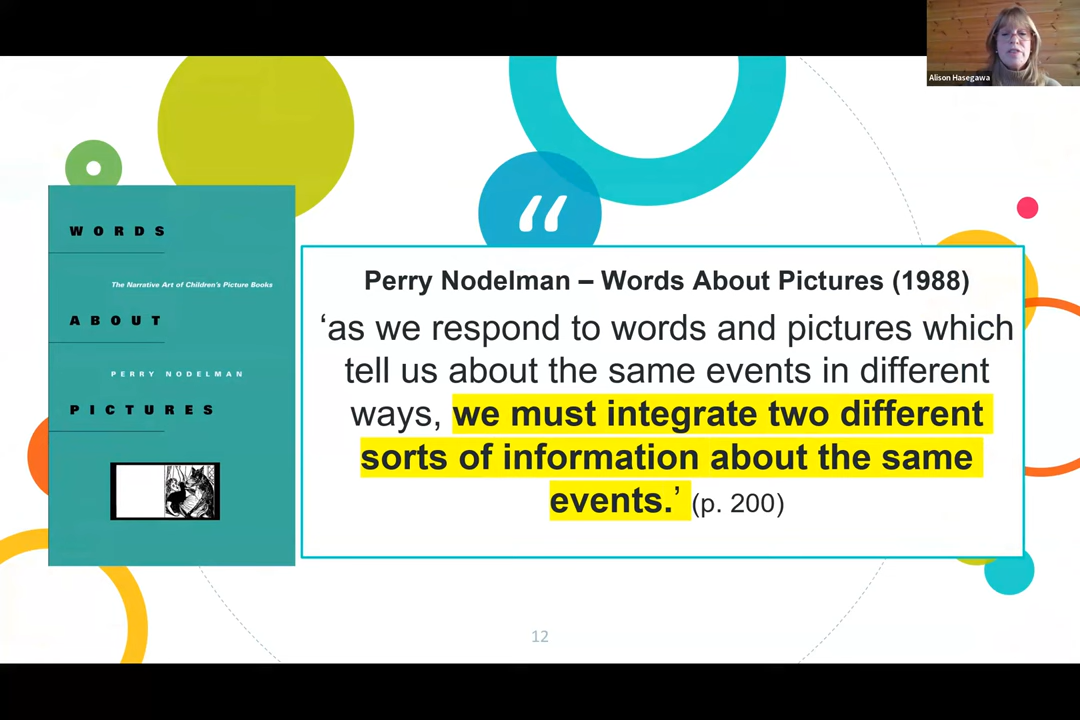 Alison Hasegawa
WORDS
The Narrative Art of Children's Picture Books
ABOUT
PERRY NODELMAN
PICTURES
“
Perry Nodelman – Words About Pictures (1988)
‘as we respond to words and pictures which
tell us about the same events in different
ways, we must integrate two different
sorts of information about the same
events.’ (p. 200)
12